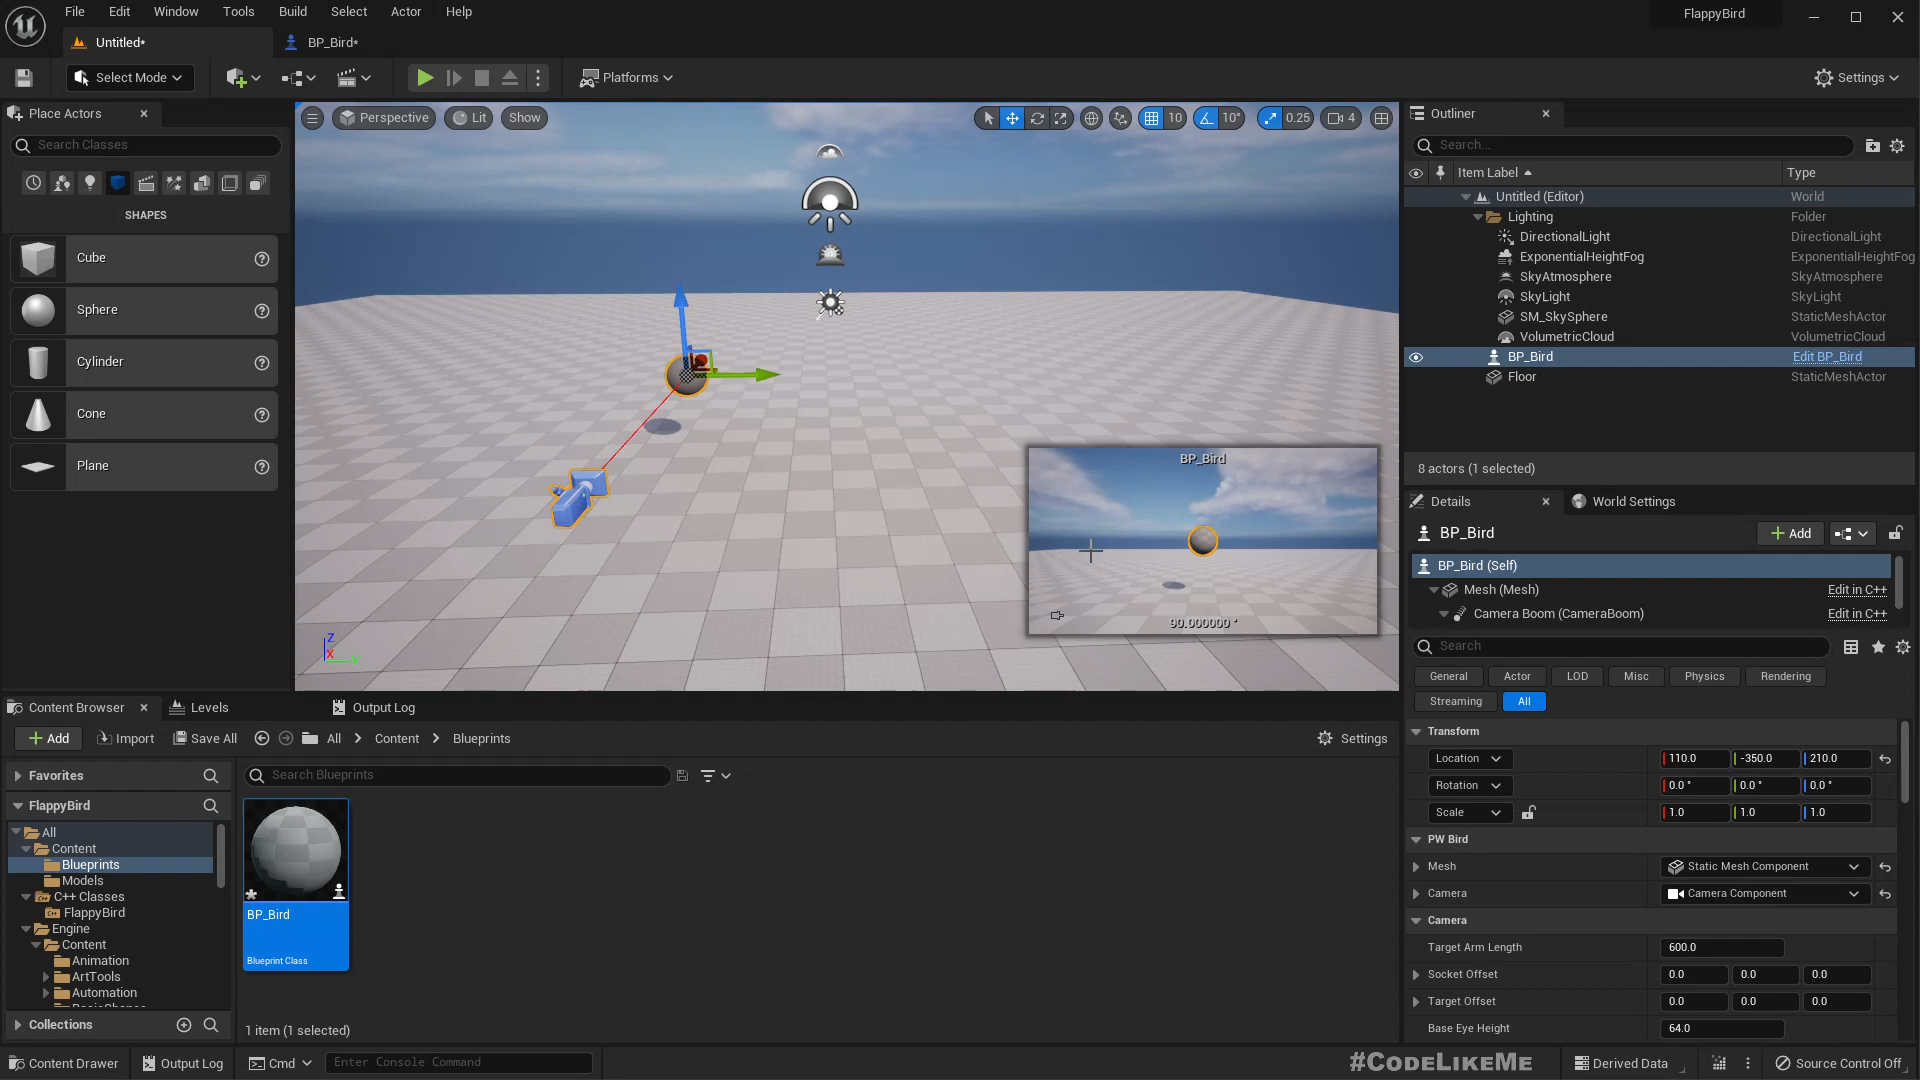 File Edit Window Tools Build Select Actor Help
FlappyBird
Untitled*
BP_Bird*
Select Mode
Platforms
Settings
Place Actors
Search Classes
SHAPES
Cube
Sphere
Cylinder
Cone
Plane
Perspective
Lit
Show
10
10°
0.25
4
BP_Bird
90.000000 °
Z
X
Y
Outliner
Search...
Item Label
Type
Untitled (Editor) World
Lighting Folder
DirectionalLight DirectionalLight
ExponentialHeightFog ExponentialHeightFog
SkyAtmosphere SkyAtmosphere
SkyLight SkyLight
SM_SkySphere StaticMeshActor
VolumetricCloud VolumetricCloud
BP_Bird Edit BP_Bird
Floor StaticMeshActor
8 actors (1 selected)
Details
World Settings
BP_Bird
Add
BP_Bird (Self)
Mesh (Mesh) Edit in C++
Camera Boom (CameraBoom) Edit in C++
Search
General Actor LOD Misc Physics Rendering
Streaming All
Transform
Location 110.0 -350.0 210.0
Rotation 0.0 ° 0.0 ° 0.0 °
Scale 1.0 1.0 1.0
PW Bird
Mesh Static Mesh Component
Camera Camera Component
Camera
Target Arm Length 600.0
Socket Offset 0.0 0.0 0.0
Target Offset 0.0 0.0 0.0
Base Eye Height 64.0
Content Browser
Levels
Output Log
Add
Import
Save All
All
Content
Blueprints
Settings
Favorites
FlappyBird
All
Content
Blueprints
Models
C++ Classes
FlappyBird
Engine
Content
Animation
ArtTools
Automation
Collections
Search Blueprints
BP_Bird
Blueprint Class
1 item (1 selected)
Content Drawer
Output Log
Cmd
Enter Console Command
#CodeLikeMe
Derived Data
Source Control Off